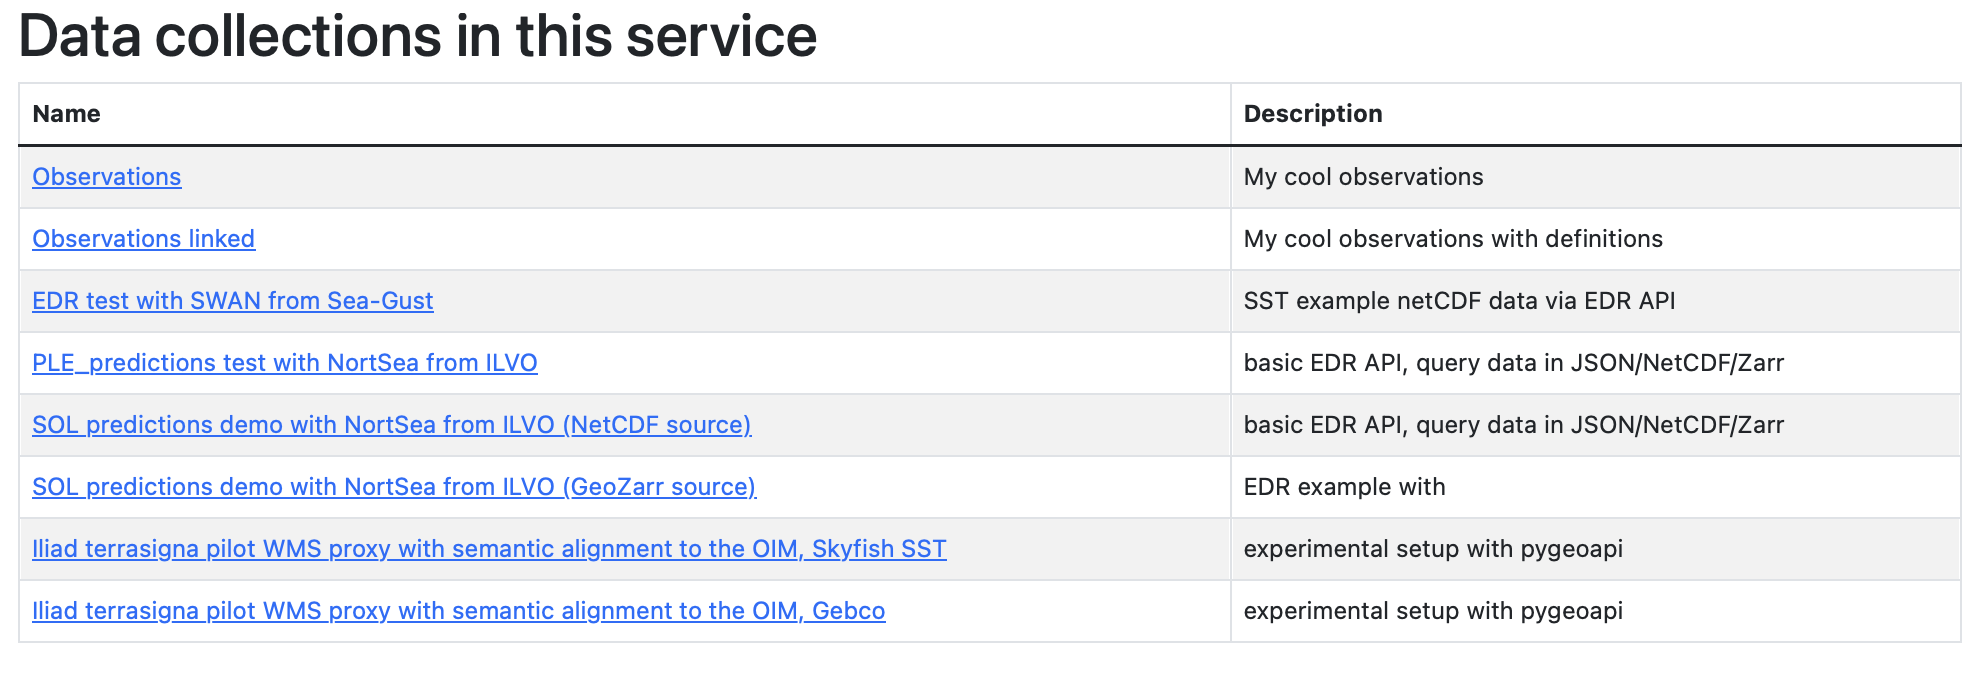 Data collections in this service
Name Description
Observations My cool observations
Observations linked My cool observations with definitions
EDR test with SWAN from Sea-Gust SST example netCDF data via EDR API
PLE_predictions test with NortSea from ILVO basic EDR API, query data in JSON/NetCDF/Zarr
SOL predictions demo with NortSea from ILVO (NetCDF source) basic EDR API, query data in JSON/NetCDF/Zarr
SOL predictions demo with NortSea from ILVO (GeoZarr source) EDR example with
Iliad terrasigna pilot WMS proxy with semantic alignment to the OIM, Skyfish SST experimental setup with pygeoapi
Iliad terrasigna pilot WMS proxy with semantic alignment to the OIM, Gebco experimental setup with pygeoapi